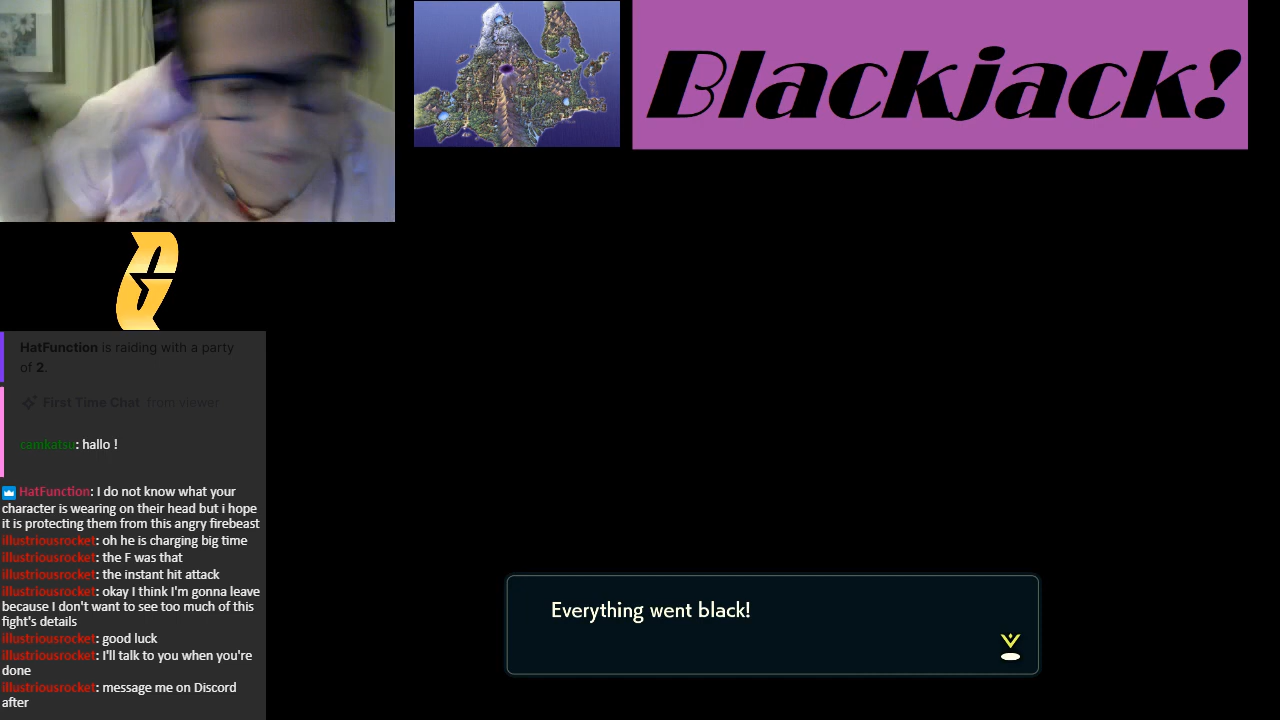 Blackjack!
HatFunction is raiding with a party
of 2.
First Time Chat from viewer
camkatsu: hallo !
HatFunction: I do not know what your
character is wearing on their head but i hope
it is protecting them from this angry firebeast
illustriousrocket: oh he is charging big time
illustriousrocket: the F was that
illustriousrocket: the instant hit attack
illustriousrocket: okay I think I'm gonna leave
because I don't want to see too much of this
fight's details
illustriousrocket: good luck
illustriousrocket: I'll talk to you when you're
done
illustriousrocket: message me on Discord
after
Everything went black!